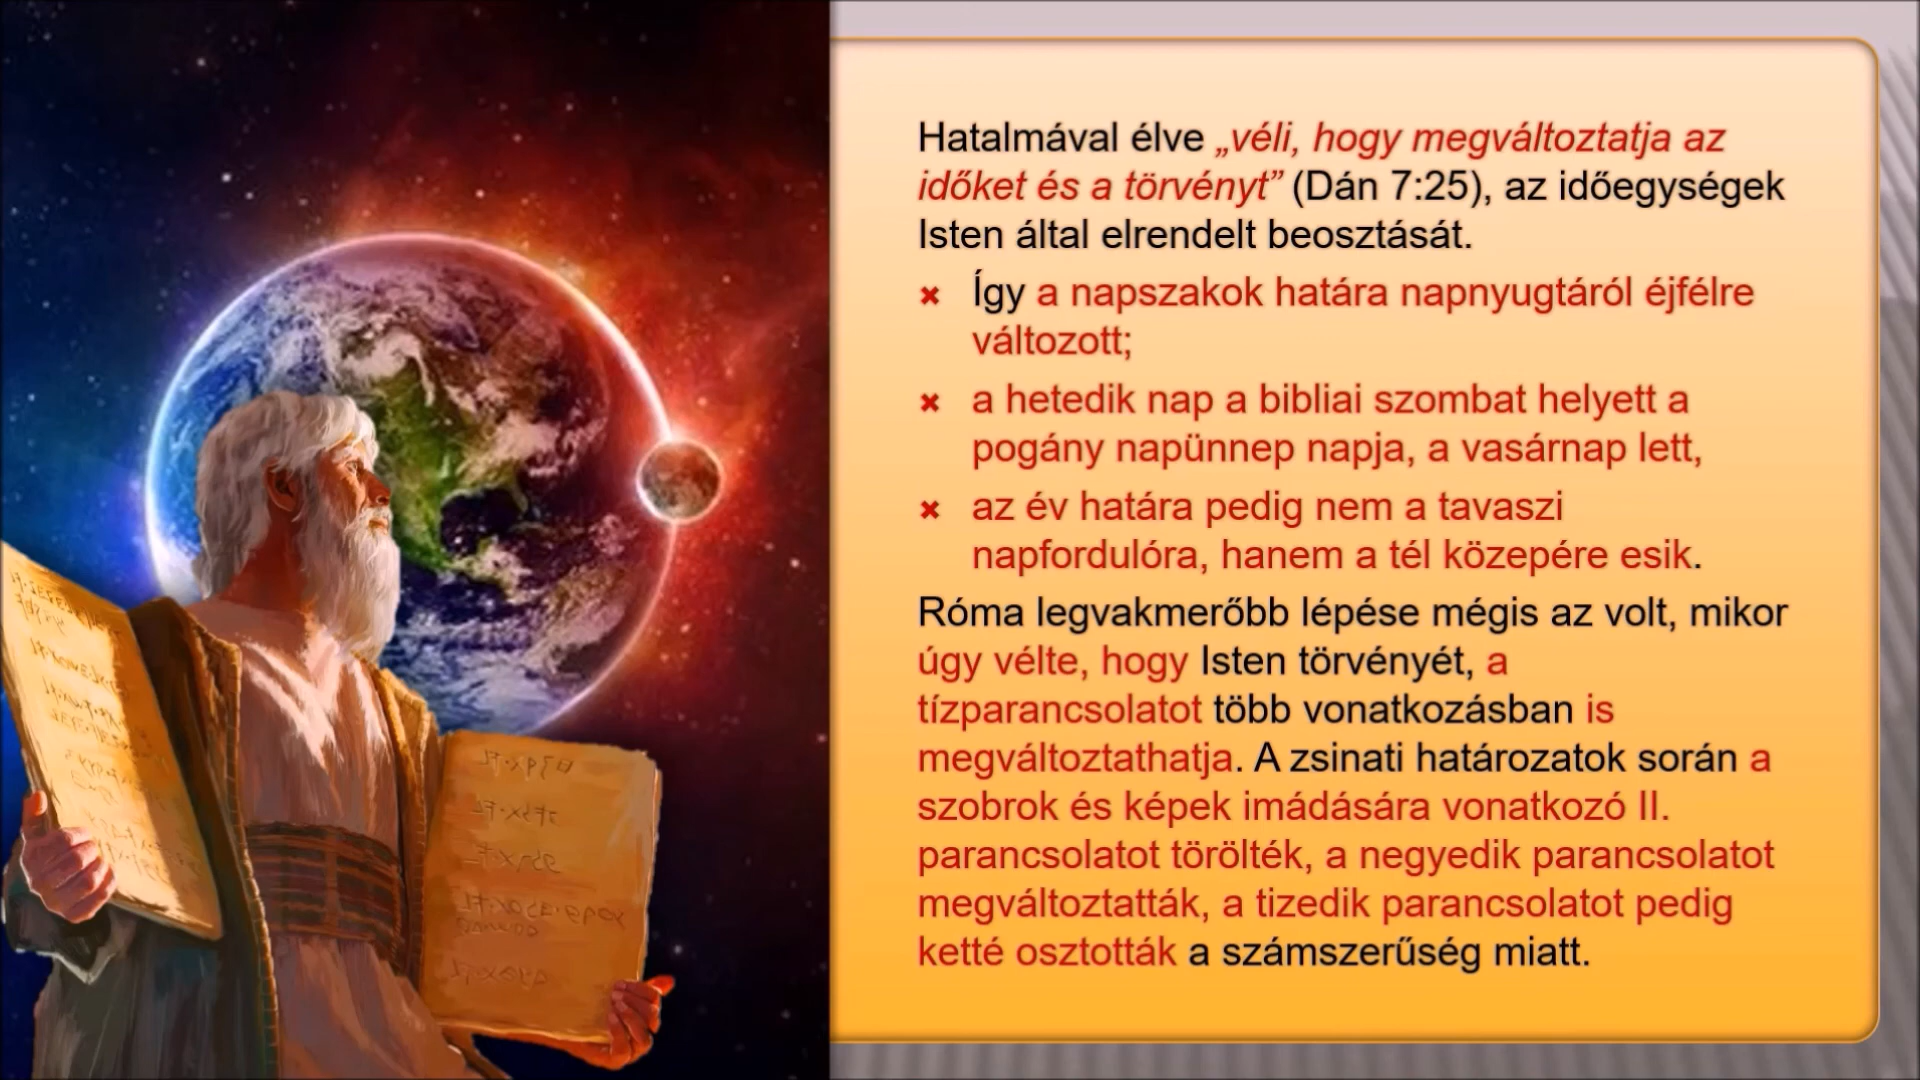 Hatalmával élve „véli, hogy megváltoztatja az
időket és a törvényt” (Dán 7:25), az időegységek
Isten által elrendelt beosztását.
Így a napszakok határa napnyugtáról éjfélre
változott;
a hetedik nap a bibliai szombat helyett a
pogány napünnep napja, a vasárnap lett,
az év határa pedig nem a tavaszi
napfordulóra, hanem a tél közepére esik.
Róma legvakmerőbb lépése mégis az volt, mikor
úgy vélte, hogy Isten törvényét, a
tízparancsolatot több vonatkozásban is
megváltoztathatja. A zsinati határozatok során a
szobrok és képek imádására vonatkozó II.
parancsolatot törölték, a negyedik parancsolatot
megváltoztatták, a tizedik parancsolatot pedig
ketté osztották a számszerűség miatt.